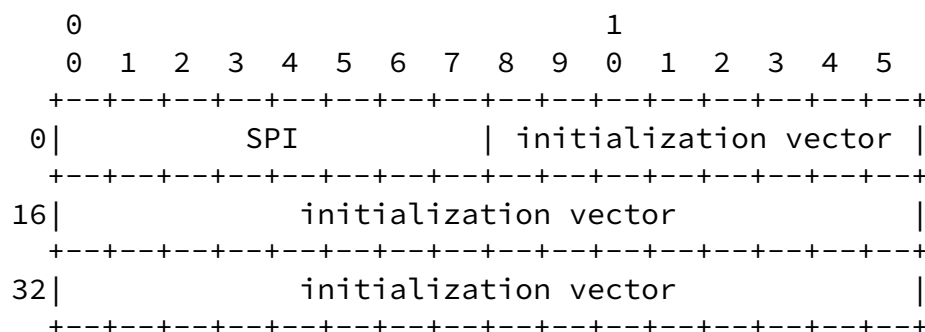 0                                       1
    0   1   2   3   4   5   6   7   8   9   0   1   2   3   4   5
   +--+--+--+--+--+--+--+--+--+--+--+--+--+--+--+--+
  0|              SPI              | initialization vector |
   +--+--+--+--+--+--+--+--+--+--+--+--+--+--+--+--+
 16|                 initialization vector                 |
   +--+--+--+--+--+--+--+--+--+--+--+--+--+--+--+--+
 32|                 initialization vector                 |
   +--+--+--+--+--+--+--+--+--+--+--+--+--+--+--+--+